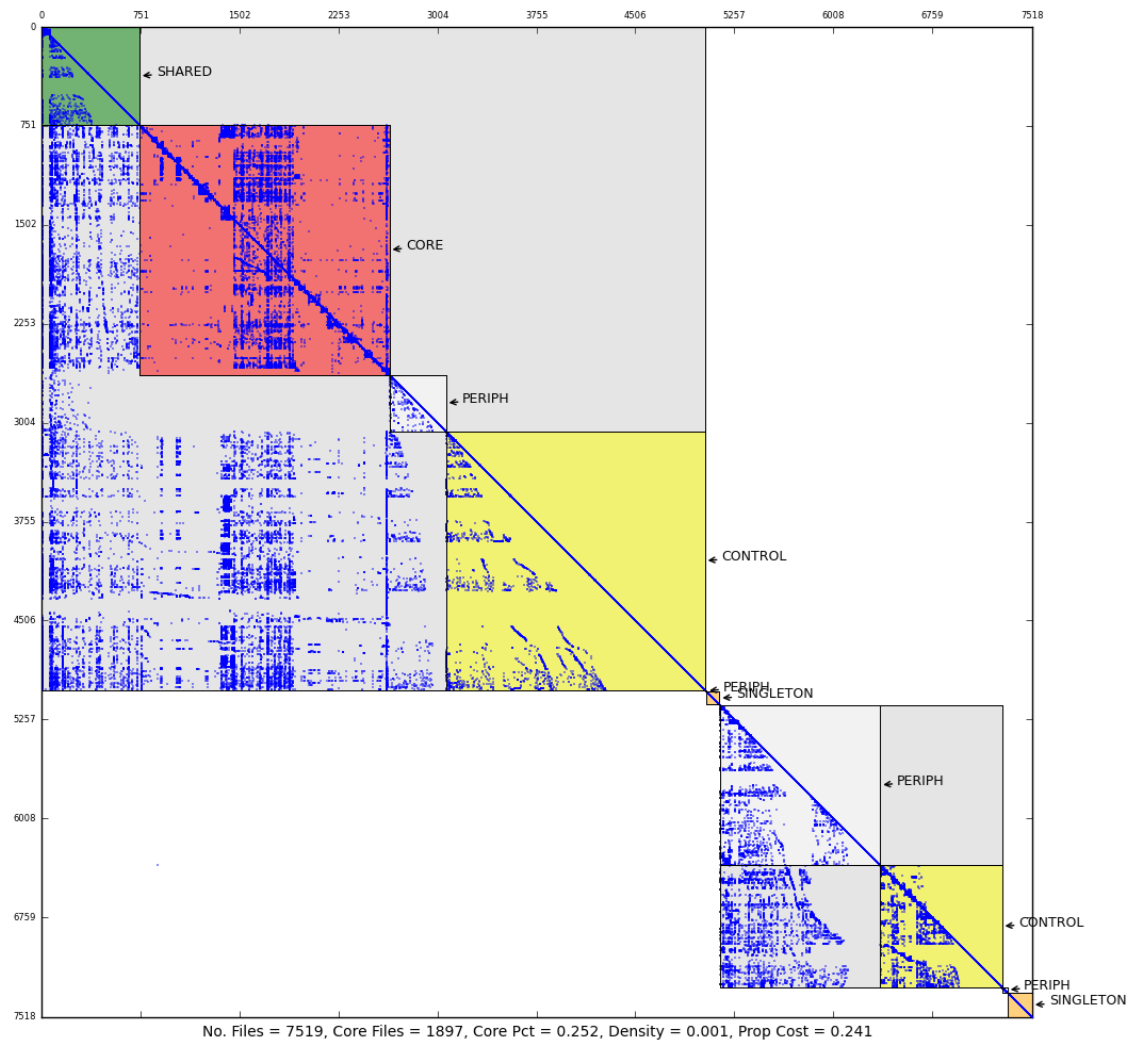 0 751 1502 2253 3004 3755 4506 5257 6008 6759 7518
0
SHARED
751
1502
CORE
2253
PERIPH
3004
3755
CONTROL
4506
PERIPH
SINGLETON
5257
PERIPH
6008
6759
CONTROL
PERIPH
SINGLETON
7518
No. Files = 7519, Core Files = 1897, Core Pct = 0.252, Density = 0.001, Prop Cost = 0.241